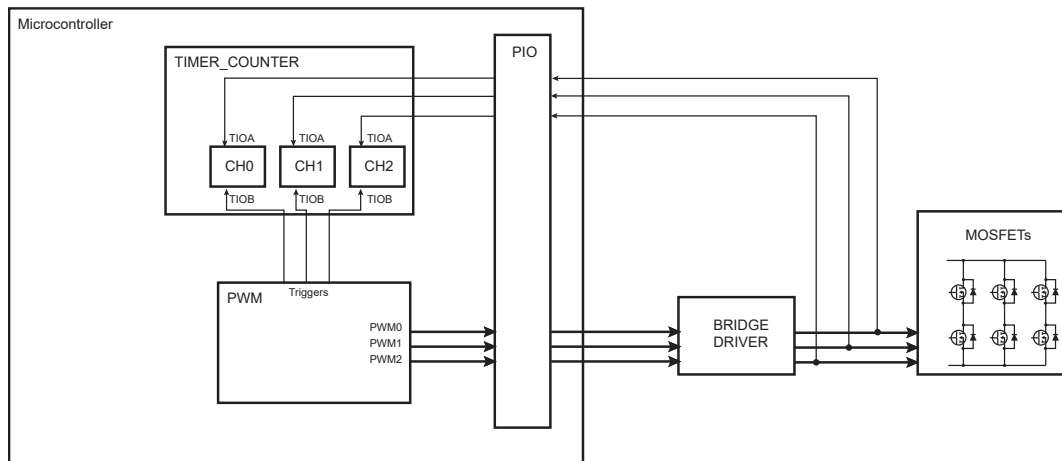 Microcontroller
PIO
TIMER_COUNTER
TIOA TIOA TIOA
CH0 CH1 CH2
TIOB TIOB TIOB
MOSFETs
Triggers
PWM
PWM0
PWM1
PWM2
BRIDGE
DRIVER